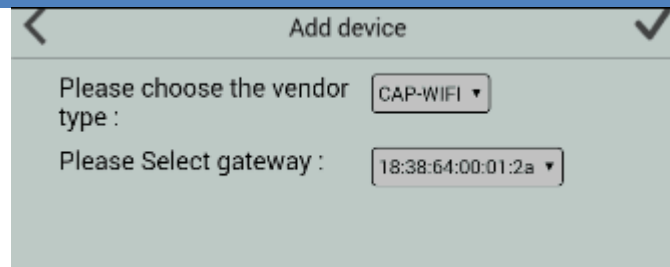 Add device
Please choose the vendor
type :
CAP-WIFI
Please Select gateway :
18:38:64:00:01:2a